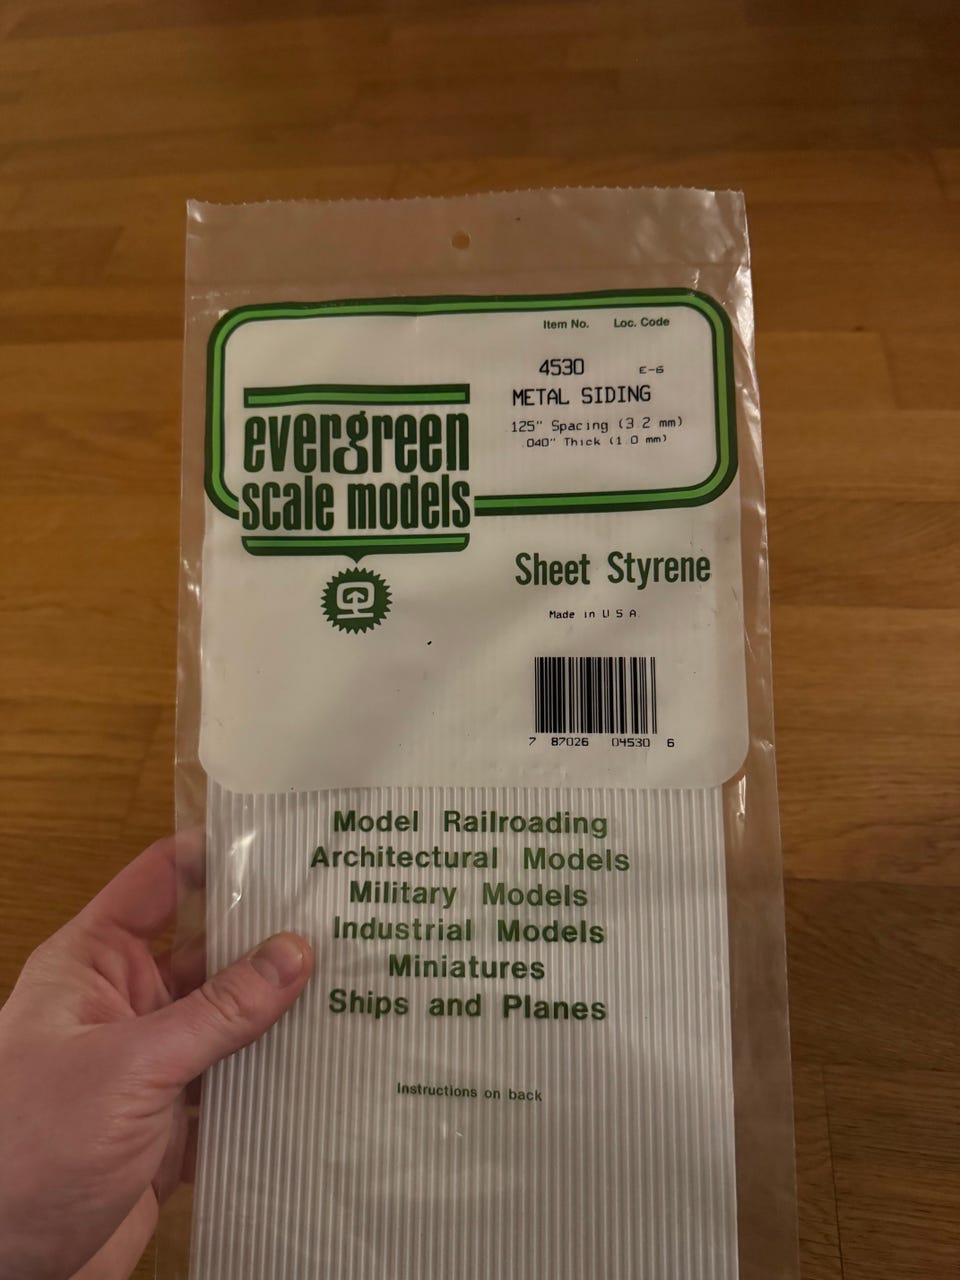 Item No. Loc. Code
4530 E-6
METAL SIDING
.125" Spacing (3.2 mm)
.040" Thick (1.0 mm)
evergreen
scale models
Sheet Styrene
Made in U.S.A.
7 87026 04530 6
Model Railroading
Architectural Models
Military Models
Industrial Models
Miniatures
Ships and Planes
Instructions on back